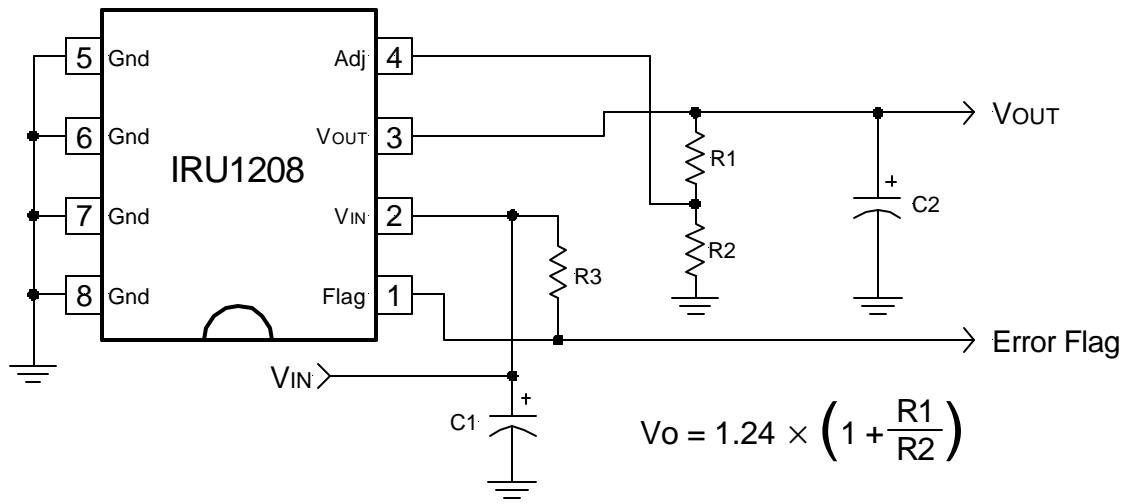 5 Gnd Adj 4
VOUT
6 Gnd VOUT 3
R1
IRU1208
7 Gnd VIN 2
C2
+
R2
R3
8 Gnd Flag 1
Error Flag
VIN
+
C1
Vo = 1.24 × (1 + R1/R2)